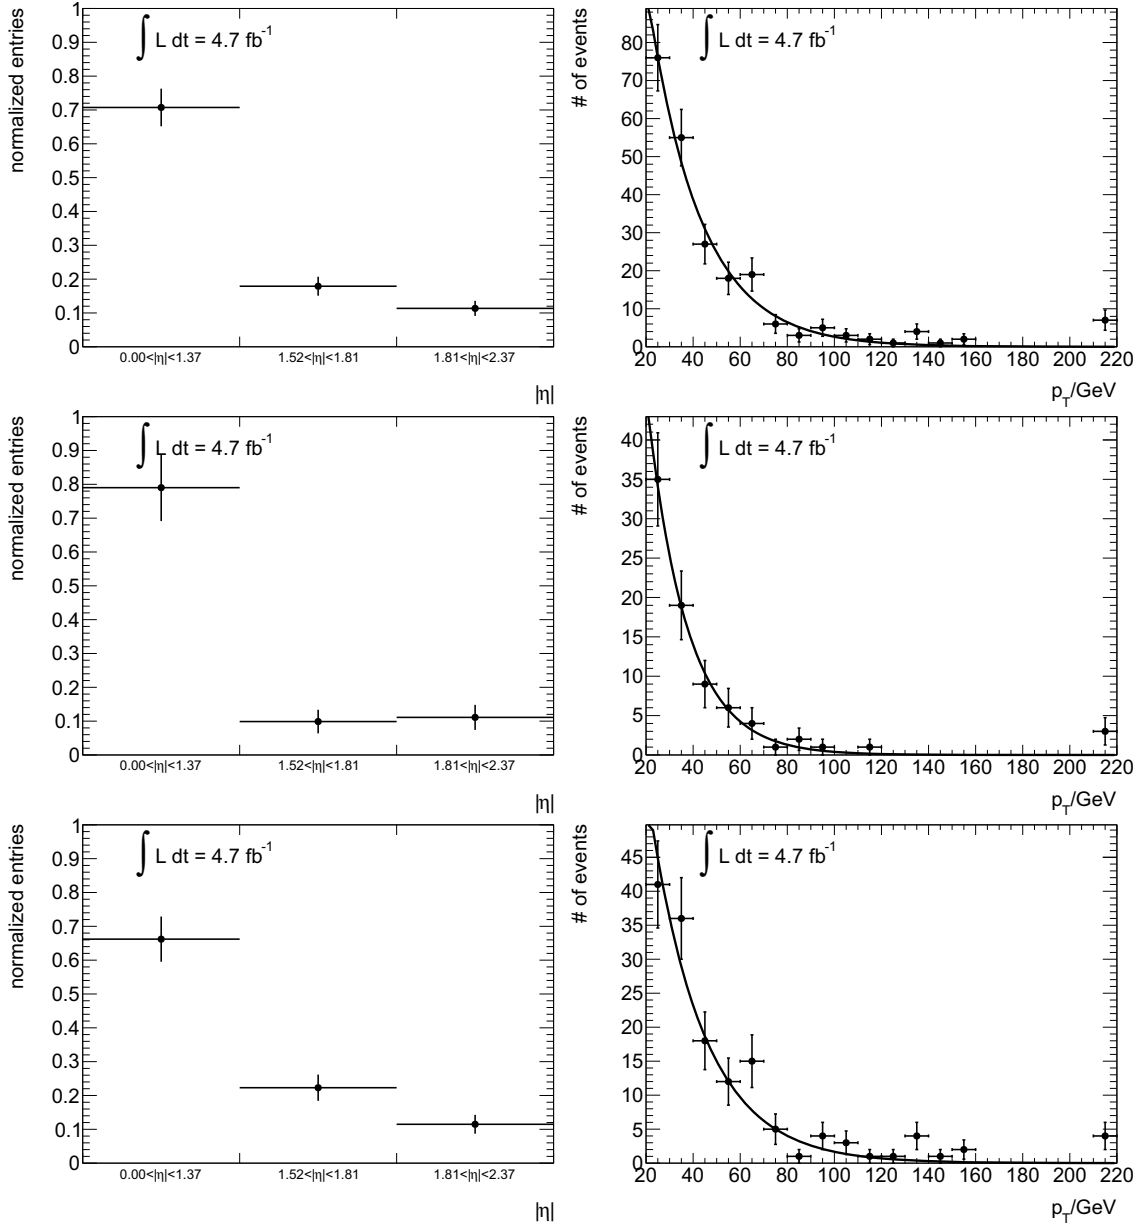 normalized entries
∫ L dt = 4.7 fb⁻¹
1
0.9
0.8
0.7
0.6
0.5
0.4
0.3
0.2
0.1
0
0.00<|η|<1.37 1.52<|η|<1.81 1.81<|η|<2.37
|η|
# of events
∫ L dt = 4.7 fb⁻¹
80
70
60
50
40
30
20
10
0
20 40 60 80 100 120 140 160 180 200 220
p_T/GeV
normalized entries
∫ L dt = 4.7 fb⁻¹
1
0.9
0.8
0.7
0.6
0.5
0.4
0.3
0.2
0.1
0
0.00<|η|<1.37 1.52<|η|<1.81 1.81<|η|<2.37
|η|
# of events
∫ L dt = 4.7 fb⁻¹
40
35
30
25
20
15
10
5
0
20 40 60 80 100 120 140 160 180 200 220
p_T/GeV
normalized entries
∫ L dt = 4.7 fb⁻¹
1
0.9
0.8
0.7
0.6
0.5
0.4
0.3
0.2
0.1
0
0.00<|η|<1.37 1.52<|η|<1.81 1.81<|η|<2.37
|η|
# of events
∫ L dt = 4.7 fb⁻¹
45
40
35
30
25
20
15
10
5
0
20 40 60 80 100 120 140 160 180 200 220
p_T/GeV